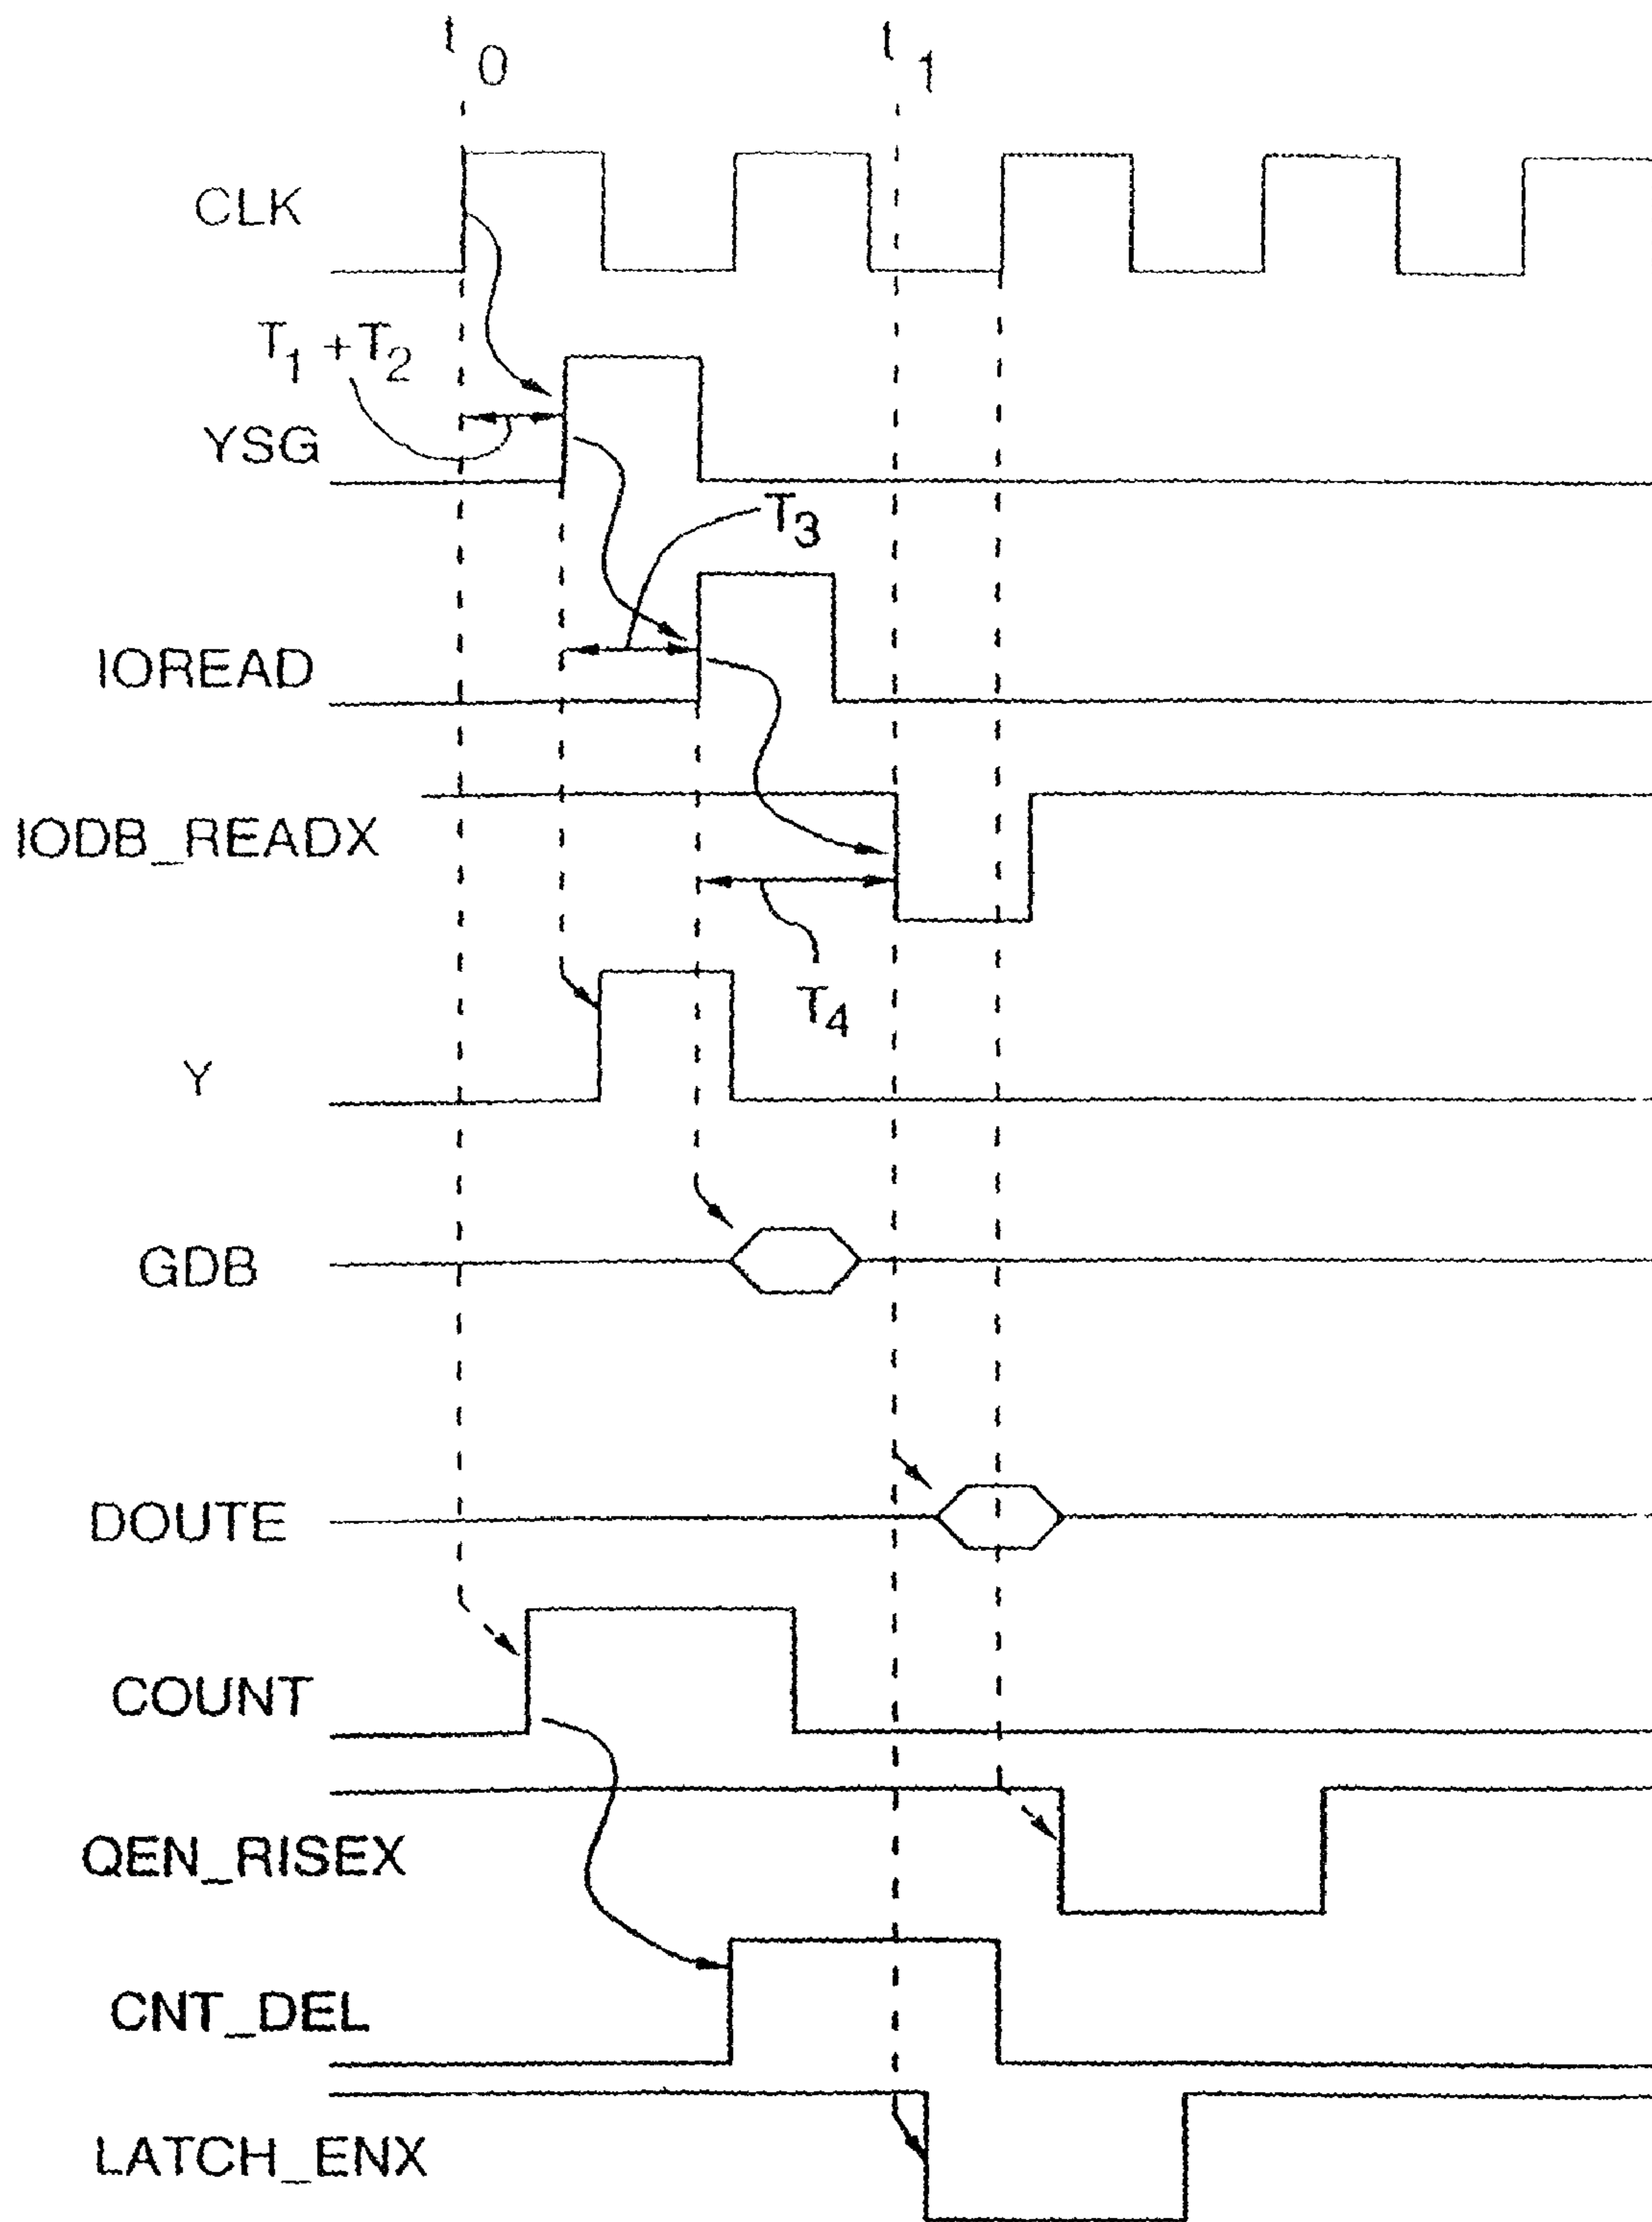 t0
t1
CLK
T1 + T2
YSG
T3
IOREAD
IODB_READX
T4
Y
GDB
DOUTE
COUNT
QEN_RISEX
CNT_DEL
LATCH_ENX